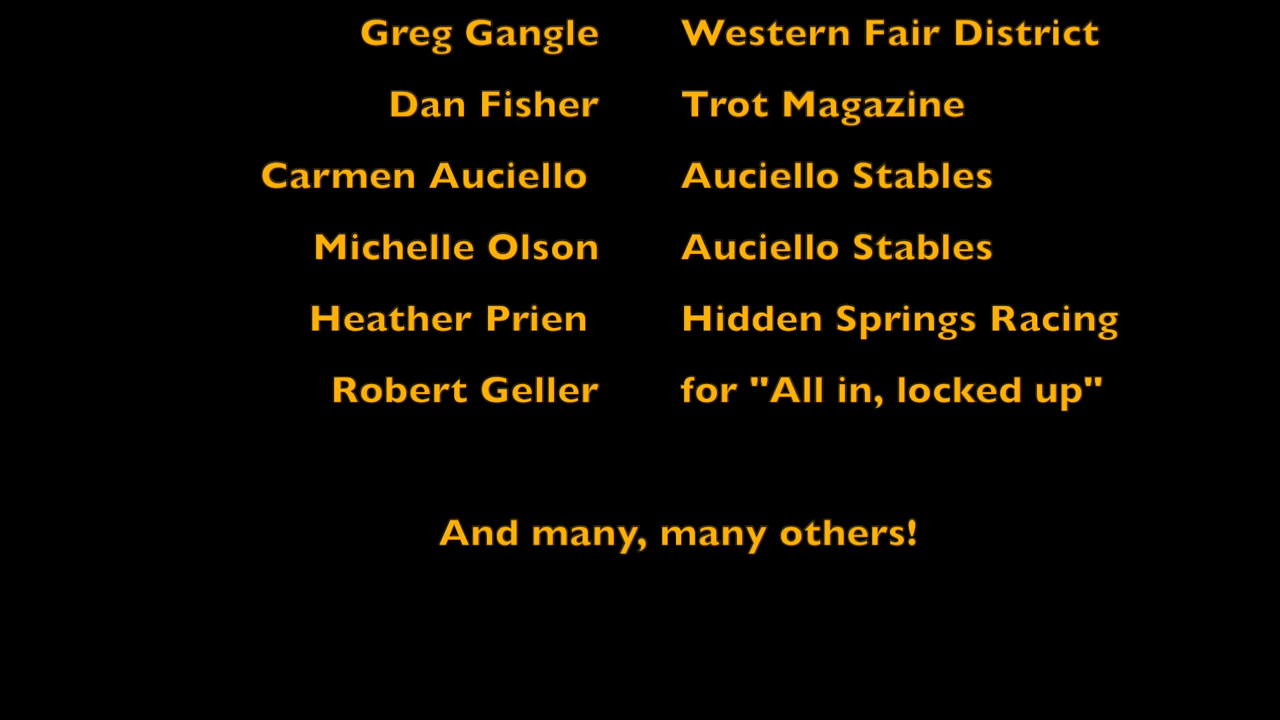 Greg Gangle Western Fair District
Dan Fisher Trot Magazine
Carmen Auciello Auciello Stables
Michelle Olson Auciello Stables
Heather Prien Hidden Springs Racing
Robert Geller for "All in, locked up"
And many, many others!